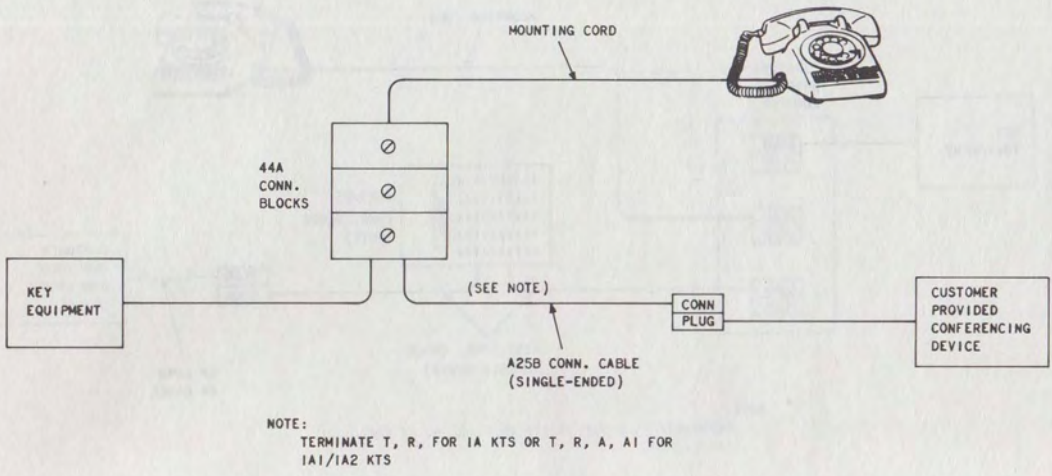 MOUNTING CORD
44A
CONN.
BLOCKS
KEY
EQUIPMENT
(SEE NOTE)
CONN
PLUG
CUSTOMER
PROVIDED
CONFERENCING
DEVICE
A25B CONN. CABLE
(SINGLE-ENDED)
NOTE:
TERMINATE T, R, FOR 1A KTS OR T, R, A, A1 FOR
1A1/1A2 KTS